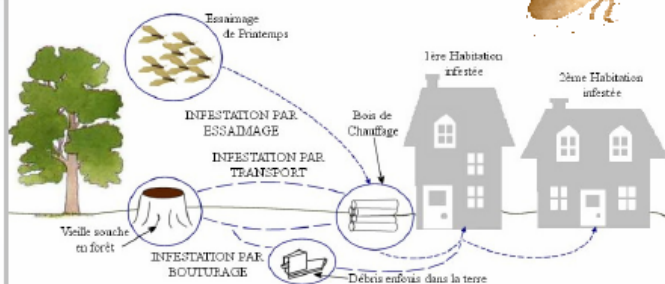 Essaimage
de Printemps
1ère Habitation
infestée
2ème Habitation
infestée
INFESTATION PAR
ESSAIMAGE
Bois de
Chauffage
INFESTATION PAR
TRANSPORT
Vieille souche
en forêt
INFESTATION PAR
BOUTURAGE
Débris enfouis dans la terre